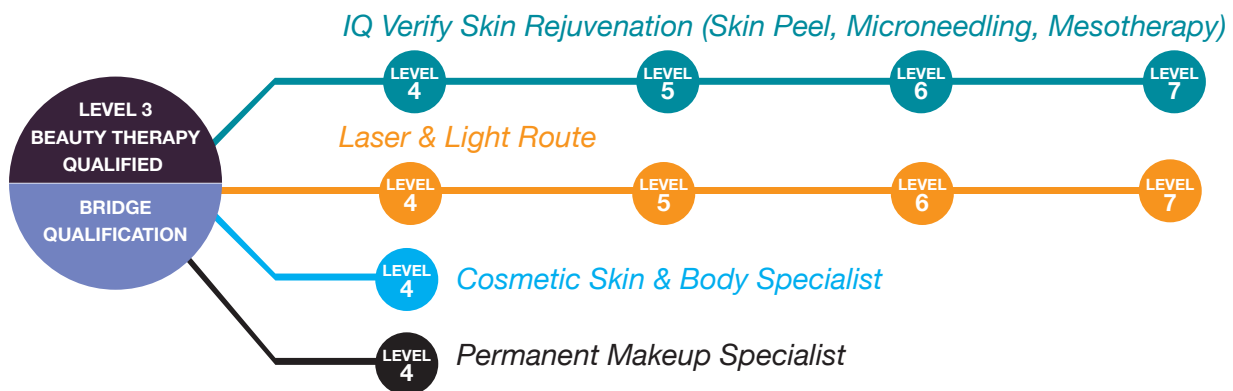 IQ Verify Skin Rejuvenation (Skin Peel, Microneedling, Mesotherapy)
LEVEL
4
LEVEL
5
LEVEL
6
LEVEL
7
LEVEL 3
BEAUTY THERAPY
QUALIFIED
BRIDGE
QUALIFICATION
Laser & Light Route
LEVEL
4
LEVEL
5
LEVEL
6
LEVEL
7
LEVEL
4
Cosmetic Skin & Body Specialist
LEVEL
4
Permanent Makeup Specialist